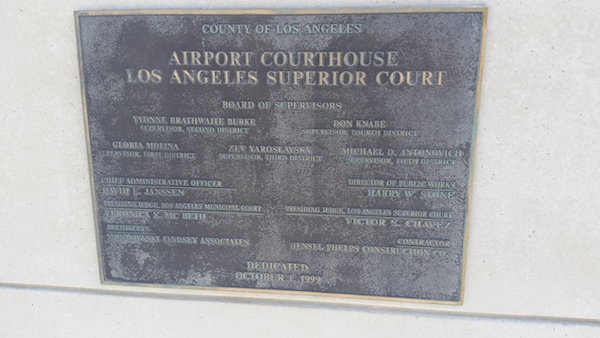 COUNTY OF LOS ANGELES
AIRPORT COURTHOUSE
LOS ANGELES SUPERIOR COURT
BOARD OF SUPERVISORS
YVONNE BRATHWAITE BURKE
SUPERVISOR, SECOND DISTRICT
DON KNABE
SUPERVISOR, FOURTH DISTRICT
GLORIA MOLINA
SUPERVISOR, FIRST DISTRICT
ZEV YAROSLAVSKY
SUPERVISOR, THIRD DISTRICT
MICHAEL D. ANTONOVICH
SUPERVISOR, FIFTH DISTRICT
CHIEF ADMINISTRATIVE OFFICER
DAVID E. JANSSEN
DIRECTOR OF PUBLIC WORKS
HARRY W. STONE
PRESIDING JUDGE, LOS ANGELES MUNICIPAL COURT
VERONICA S. MC BETH
PRESIDING JUDGE, LOS ANGELES SUPERIOR COURT
VICTOR E. CHAVEZ
ARCHITECTS
LINDSEY ASSOCIATES
CONTRACTOR
HENSEL PHELPS CONSTRUCTION CO.
DEDICATED
OCTOBER 1, 1999